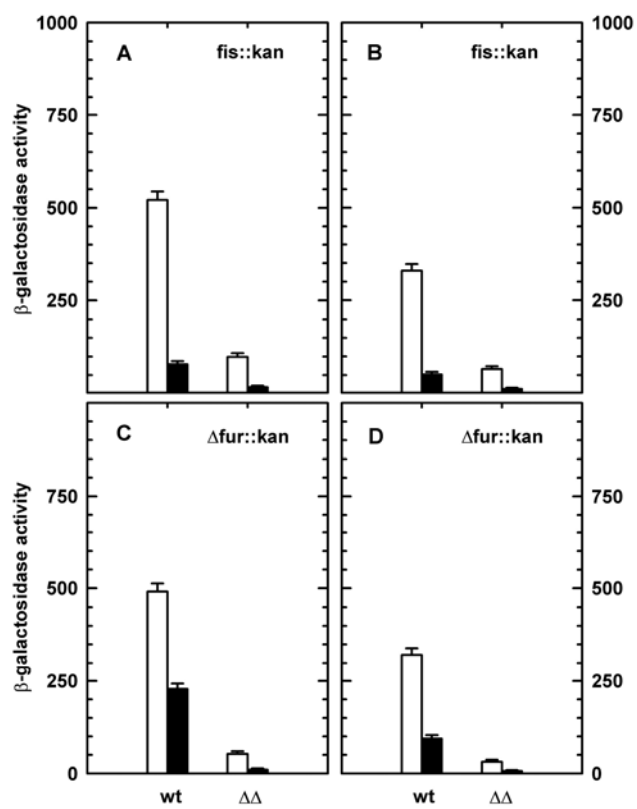 1000
A
fis::kan
B
fis::kan
1000
750
750
500
500
250
250
β-galactosidase activity
C
Δfur::kan
D
Δfur::kan
750
750
500
500
250
250
0
0
β-galactosidase activity
wt
ΔΔ
wt
ΔΔ